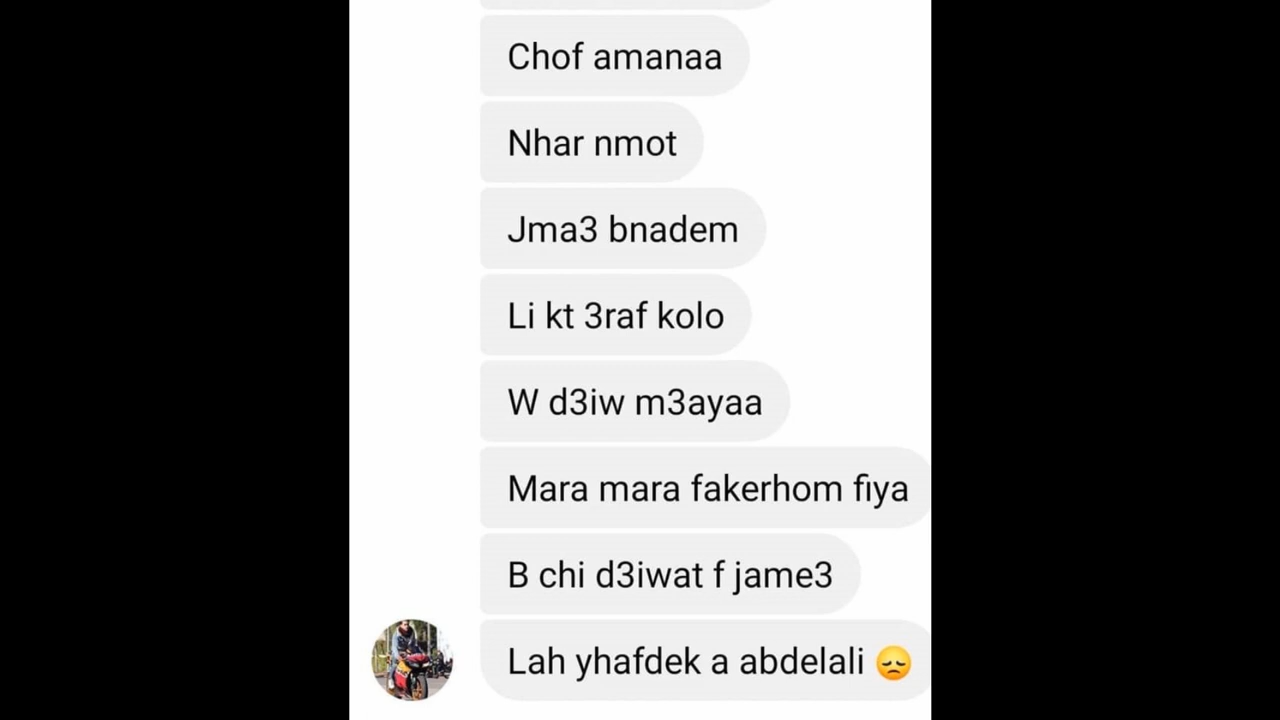 Chof amanaa
Nhar nmot
Jma3 bnadem
Li kt 3raf kolo
W d3iw m3ayaa
Mara mara fakerhom fiya
B chi d3iwat f jame3
Lah yhafdek a abdelali 😞